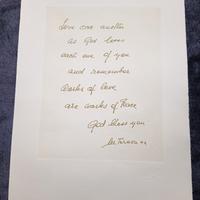 Love one another
as God loves
each one of you
and remember
works of love
are works of Peace
God bless you
M Teresa mc